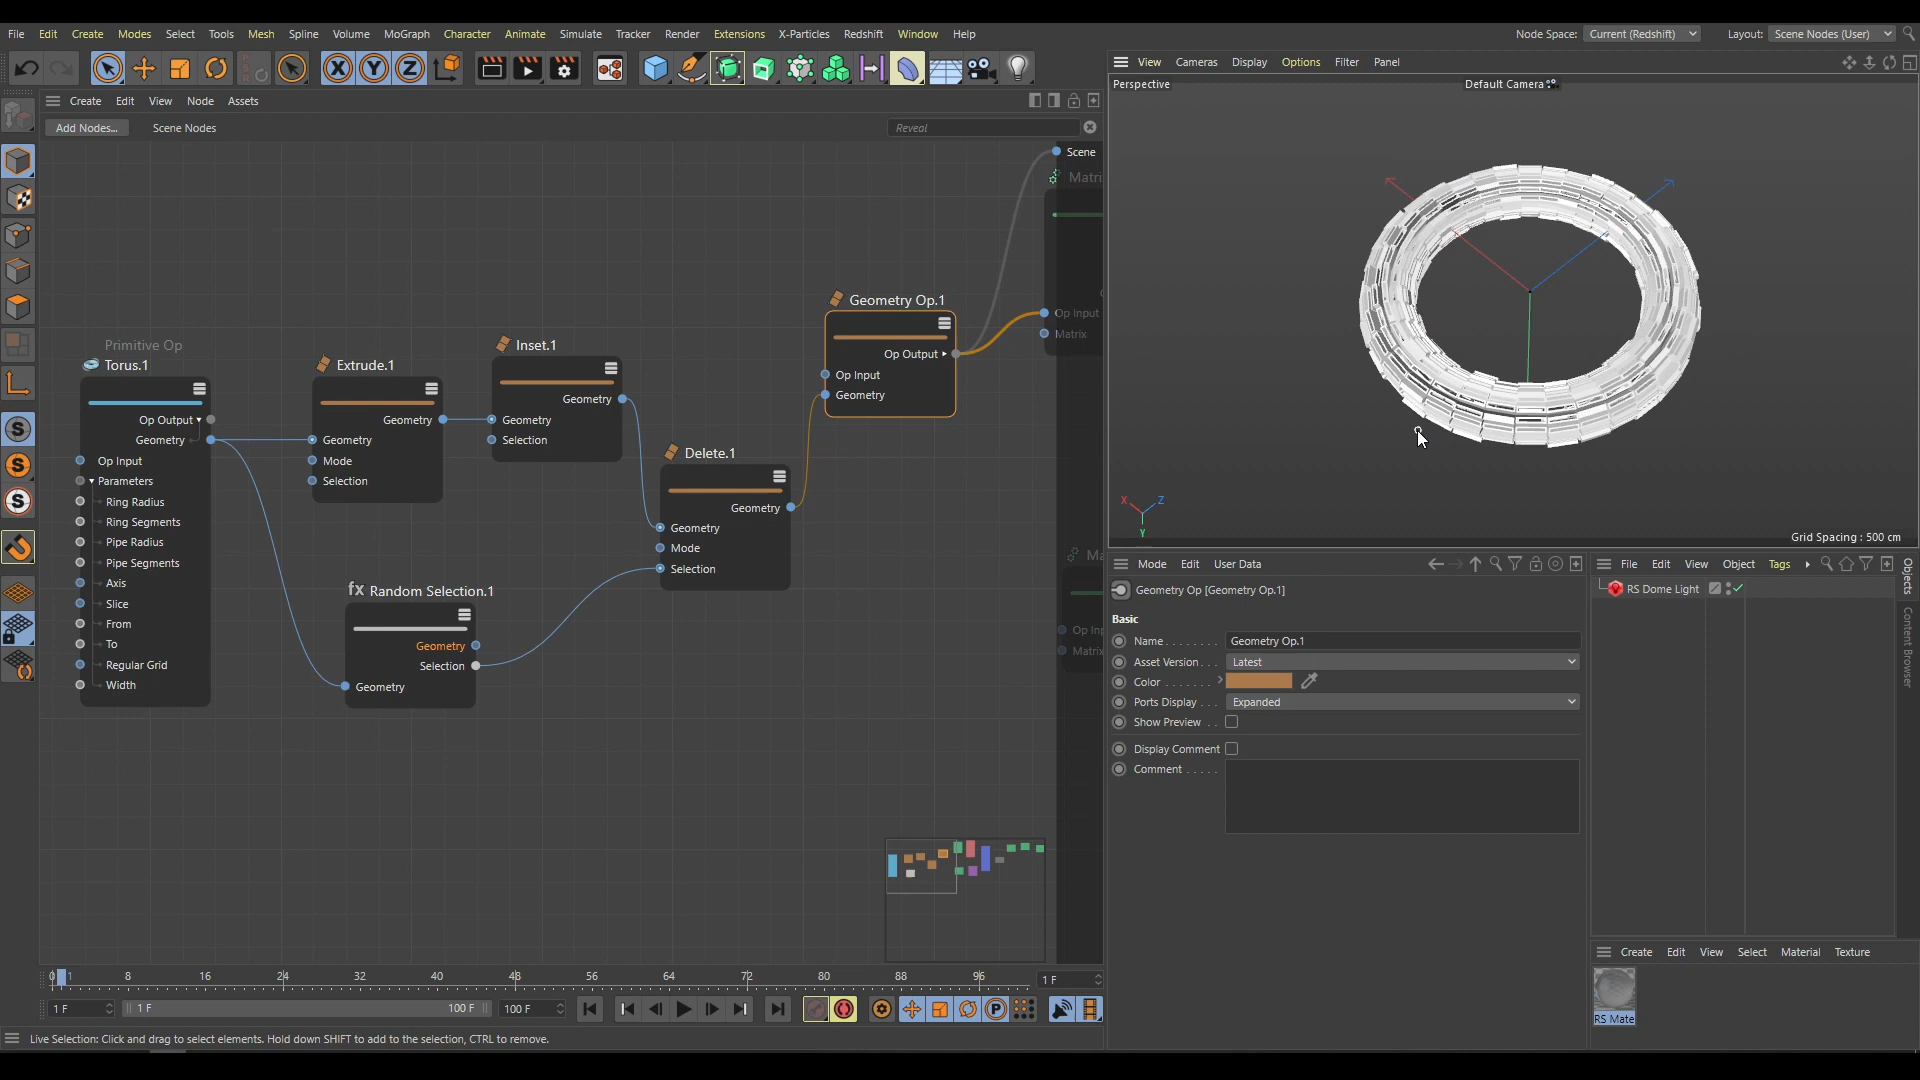 File Edit Create Modes Select Tools Mesh Spline Volume MoGraph Character Animate Simulate Tracker Render Redshift Extensions X-Particles Redshift Window Help
Node Space: Current (Redshift) Layout: Scene Nodes (User)
X Y Z
View Cameras Display Options Filter Panel
Perspective
Default Camera
X Z
Y
Grid Spacing : 500 cm
Create Edit View Node Assets
Add Nodes...
Scene Nodes
Reveal
Scene
Matri
Op Input
Matrix
Geometry Op.1
Op Output
Op Input
Geometry
Primitive Op
Torus.1
Op Output
Geometry
Op Input
Parameters
Ring Radius
Ring Segments
Pipe Radius
Pipe Segments
Axis
Slice
From
To
Regular Grid
Width
Extrude.1
Geometry
Geometry
Mode
Selection
Inset.1
Geometry
Geometry
Selection
Delete.1
Geometry
Geometry
Mode
Selection
fx Random Selection.1
Geometry
Selection
Geometry
Ma
Op Inp
Matrix
Mode Edit User Data
Geometry Op [Geometry Op.1]
Basic
Name Geometry Op.1
Asset Version Latest
Color
Ports Display Expanded
Show Preview
Display Comment
Comment
File Edit View Object Tags
RS Dome Light
Objects
Content Browser
Create Edit View Select Material Texture
RS Mate
0 1 8 16 24 32 40 48 56 64 72 80 88 96
1 F
1 F
1 F 100 F
100 F
P
Live Selection: Click and drag to select elements. Hold down SHIFT to add to the selection, CTRL to remove.